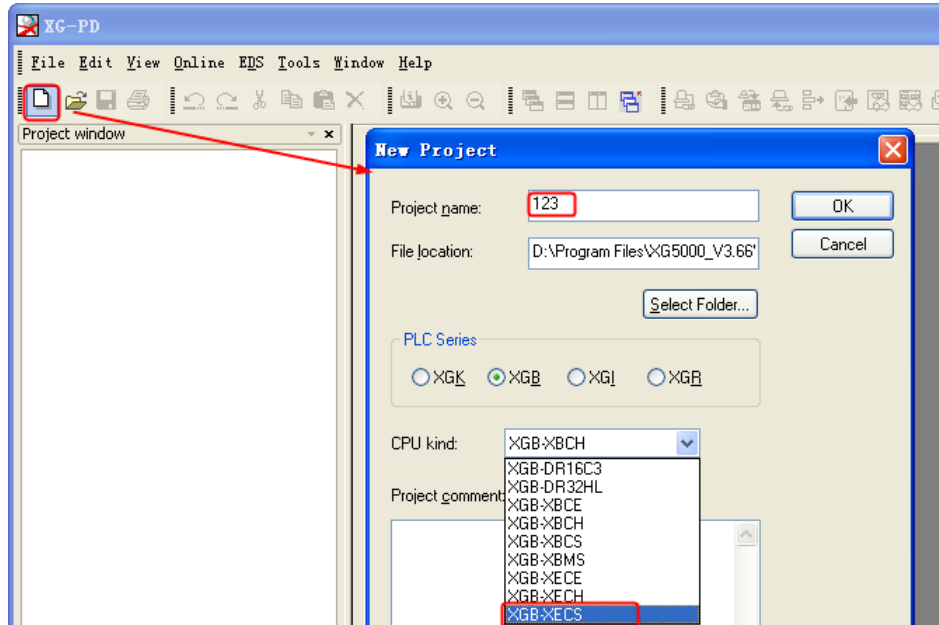 XG-PD
File Edit View Online EDS Tools Window Help
Project window
New Project
Project name: 123 OK
File location: D:\Program Files\XG5000_V3.66' Cancel
Select Folder...
PLC Series
XGK XGB XGI XGR
CPU kind: XGB-XBCH
XGB-DR16C3
XGB-DR32HL
Project comment:
XGB-XBCE
XGB-XBCH
XGB-XBCS
XGB-XBMS
XGB-XECE
XGB-XECH
XGB-XECS